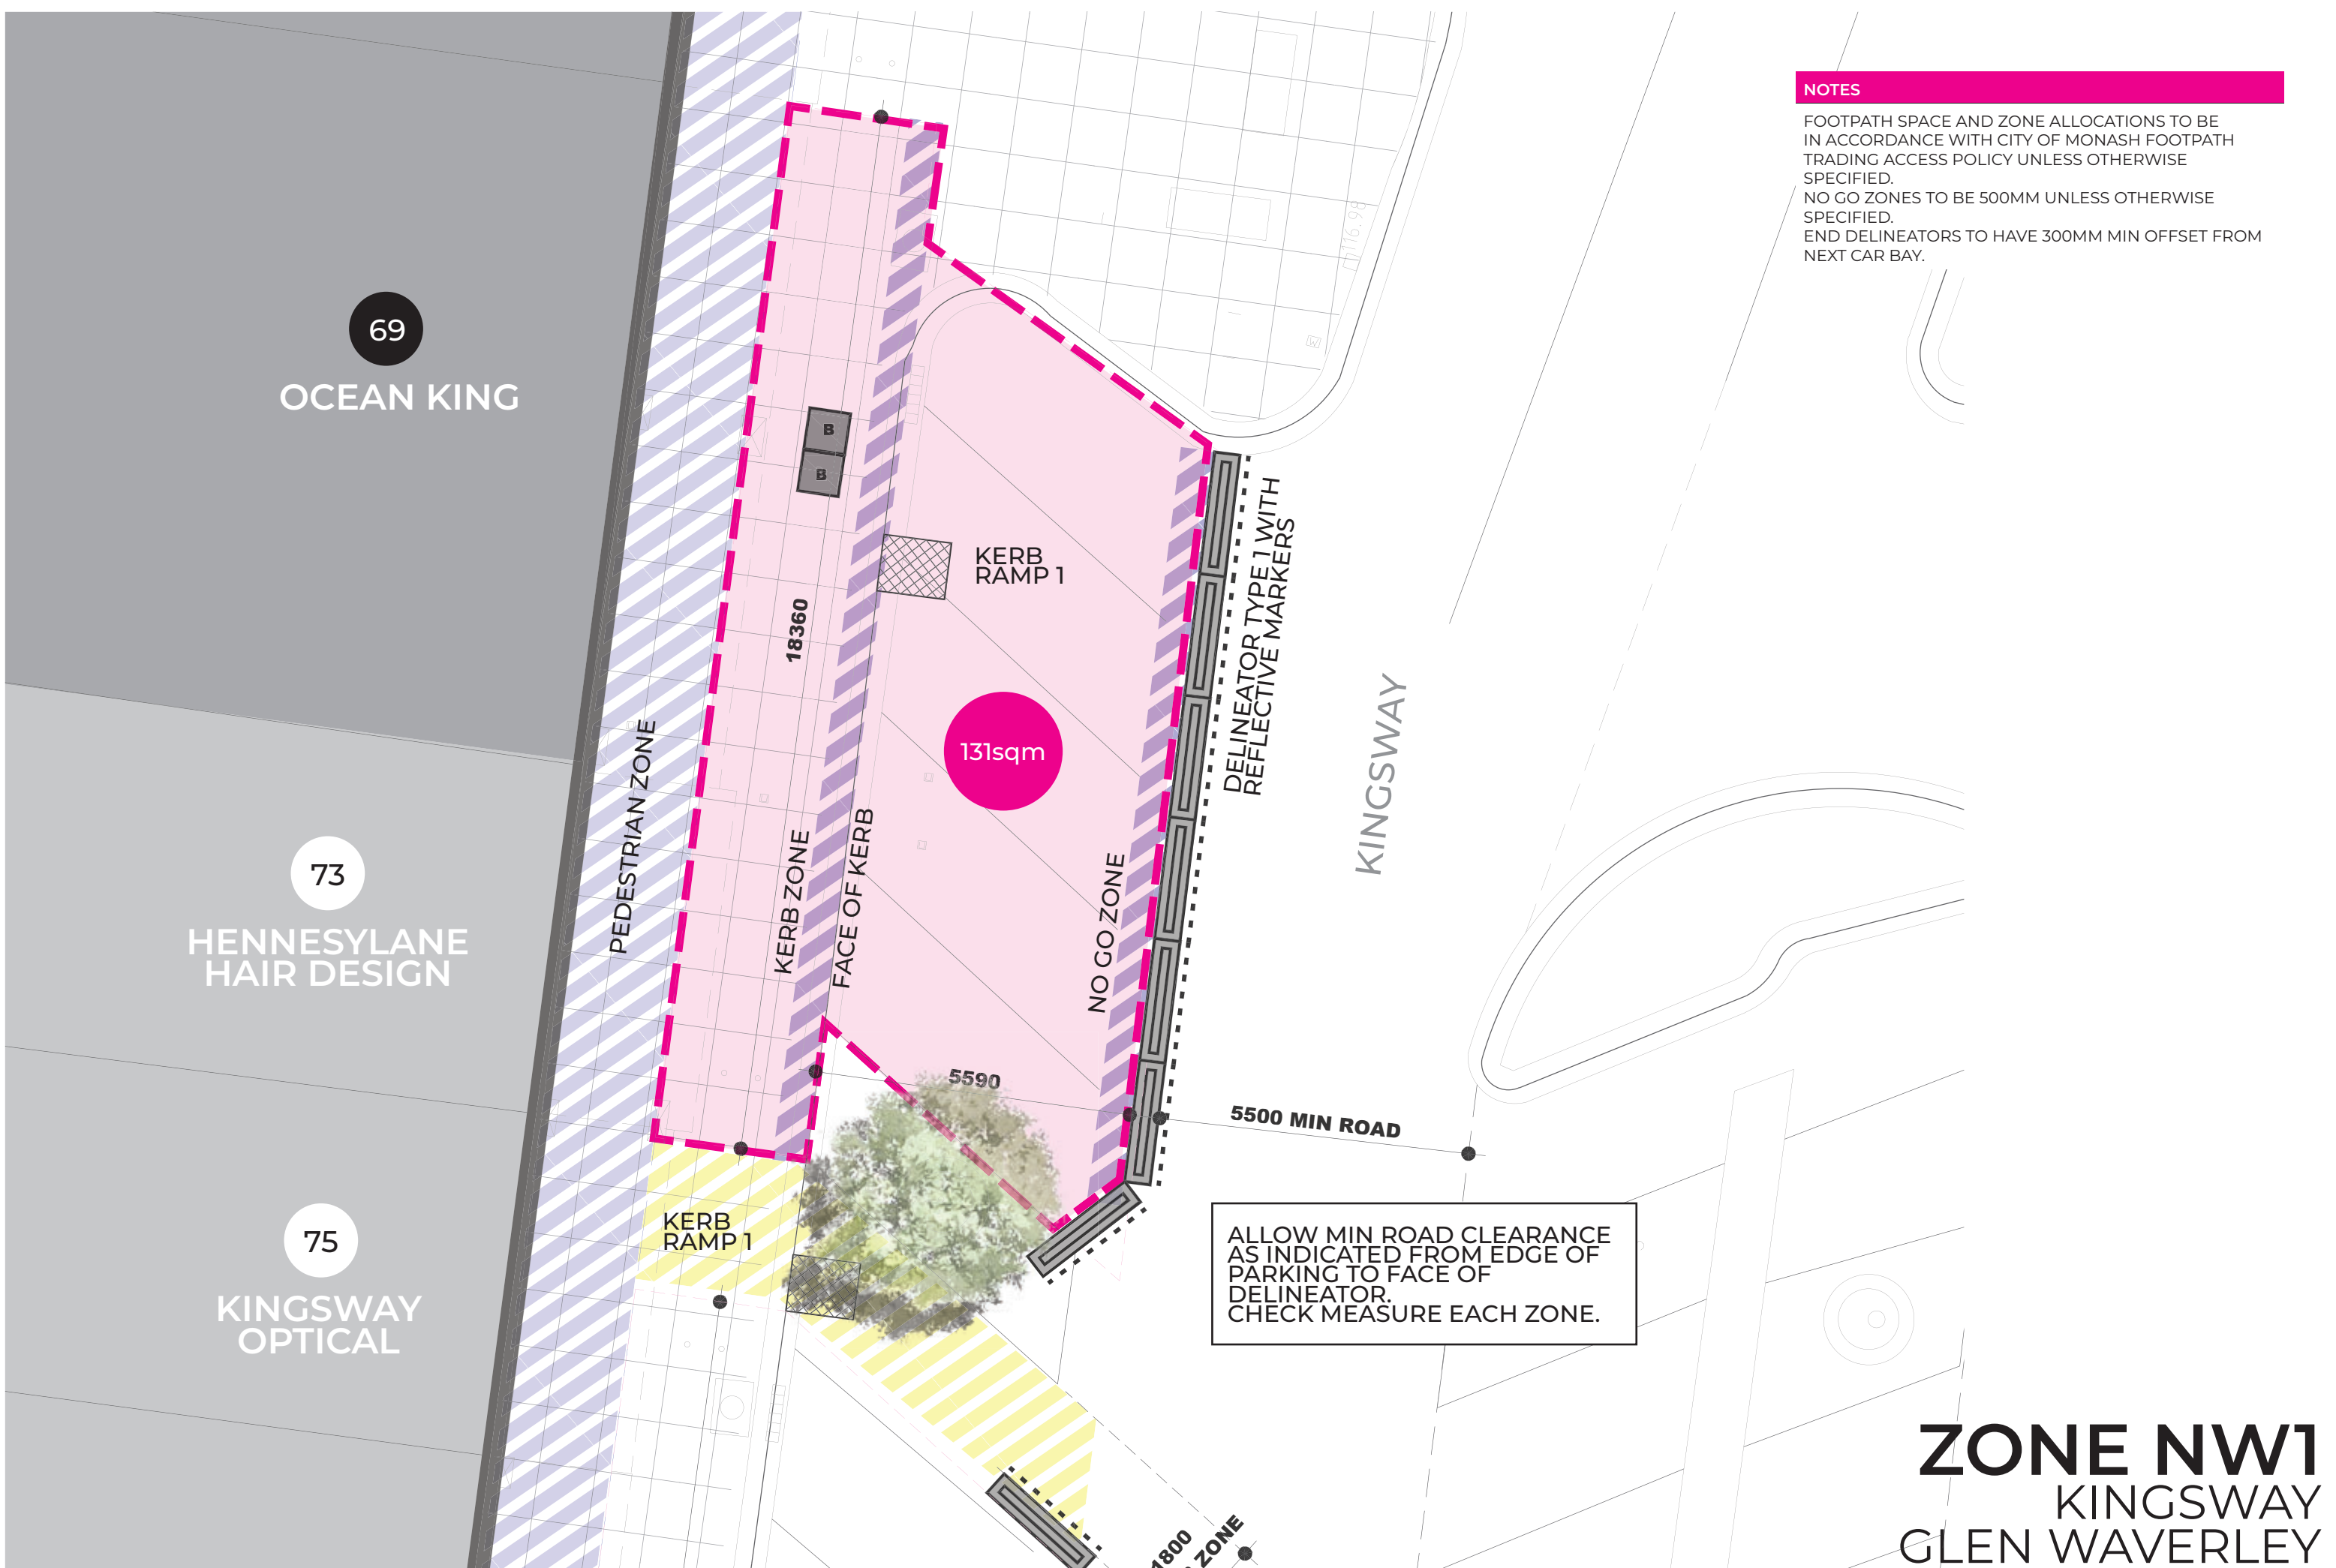 NOTES
FOOTPATH SPACE AND ZONE ALLOCATIONS TO BE
IN ACCORDANCE WITH CITY OF MONASH FOOTPATH
TRADING ACCESS POLICY UNLESS OTHERWISE
SPECIFIED.
NO GO ZONES TO BE 500MM UNLESS OTHERWISE
SPECIFIED.
END DELINEATORS TO HAVE 300MM MIN OFFSET FROM
NEXT CAR BAY.
69
OCEAN KING
B
B
KERB
RAMP 1
18360
DELINEATOR TYPE 1 WITH
REFLECTIVE MARKERS
W
KINGSWAY
131sqm
PEDESTRIAN ZONE
KERB ZONE
FACE OF KERB
NO GO ZONE
73
HENNESYLANE
HAIR DESIGN
5590
5500 MIN ROAD
75
KINGSWAY
OPTICAL
KERB
RAMP 1
ALLOW MIN ROAD CLEARANCE
AS INDICATED FROM EDGE OF
PARKING TO FACE OF
DELINEATOR.
CHECK MEASURE EACH ZONE.
1800
ZONE
ZONE NW1
KINGSWAY
GLEN WAVERLEY